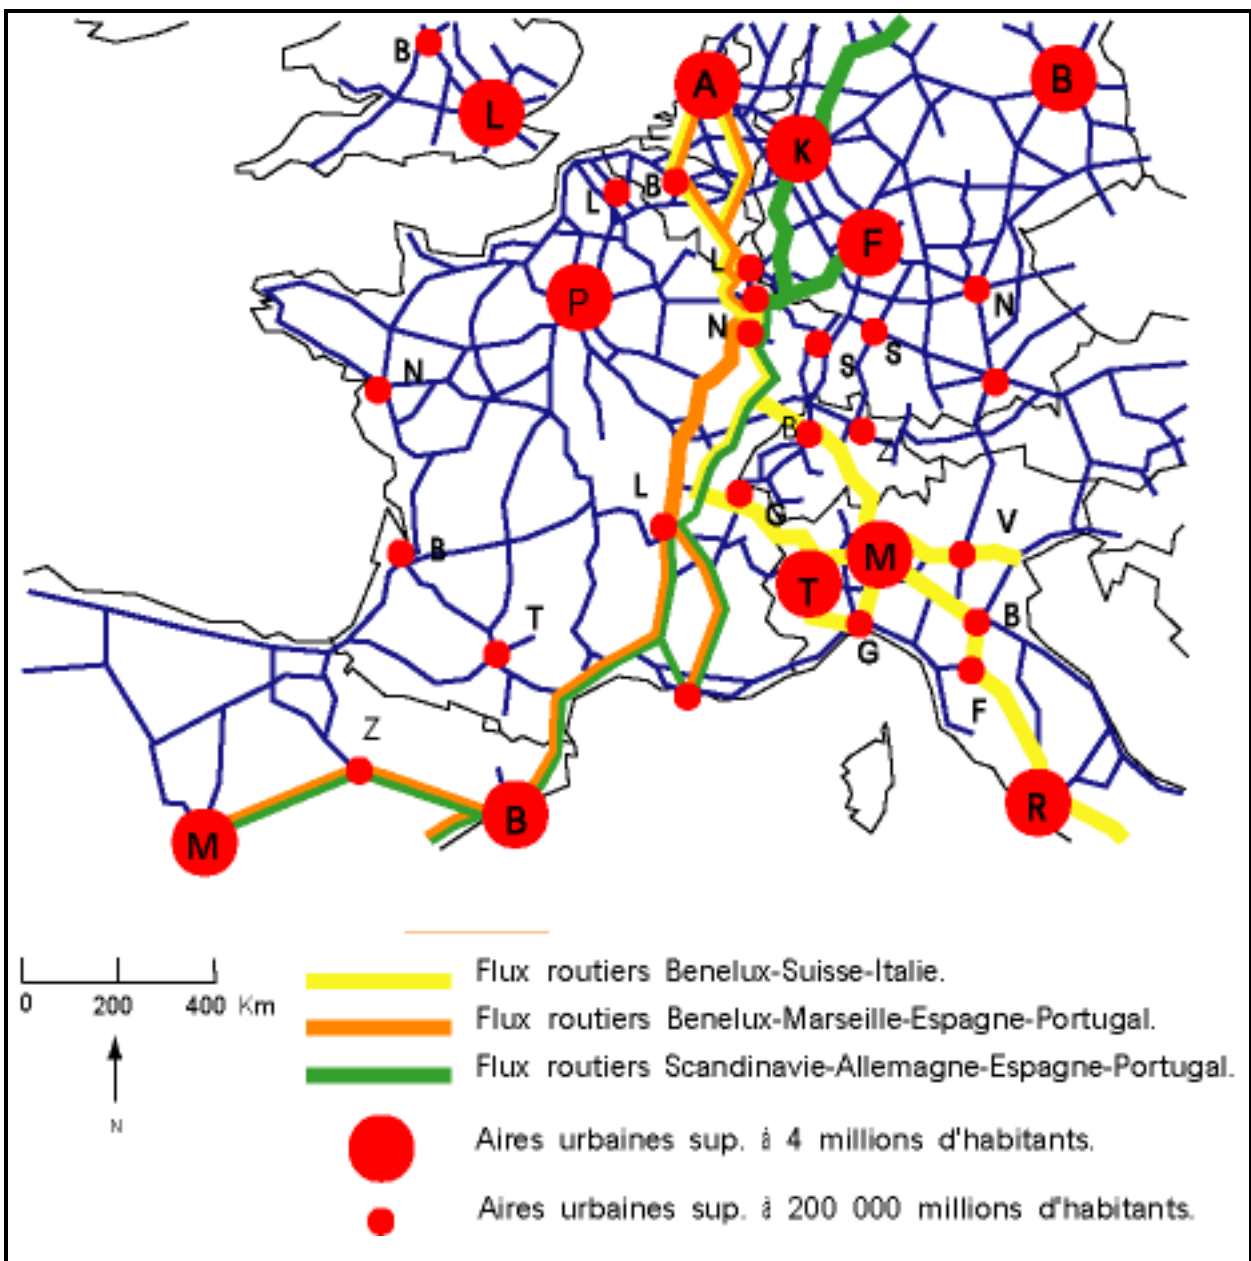 B
A
B
L
K
L
B
F
L
P
N
N
S
S
N
B
Z
L
G
V
B
M
T
T
B
G
Z
F
M
B
R
0 200 400 Km
N
Flux routiers Benelux-Suisse-Italie.
Flux routiers Benelux-Marseille-Espagne-Portugal.
Flux routiers Scandinavie-Allemagne-Espagne-Portugal.
Aires urbaines sup. à 4 millions d'habitants.
Aires urbaines sup. à 200 000 millions d'habitants.